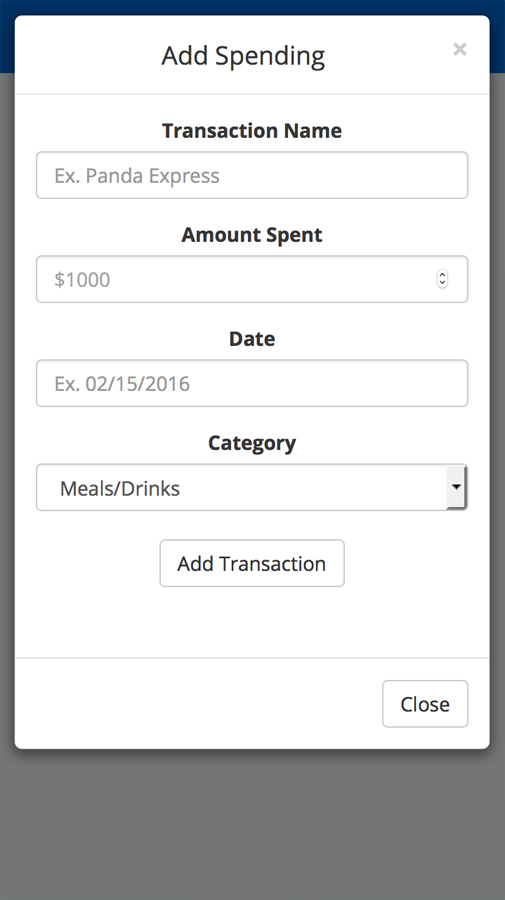 Add Spending
×
Transaction Name
Ex. Panda Express
Amount Spent
$1000
Date
Ex. 02/15/2016
Category
Meals/Drinks
Add Transaction
Close